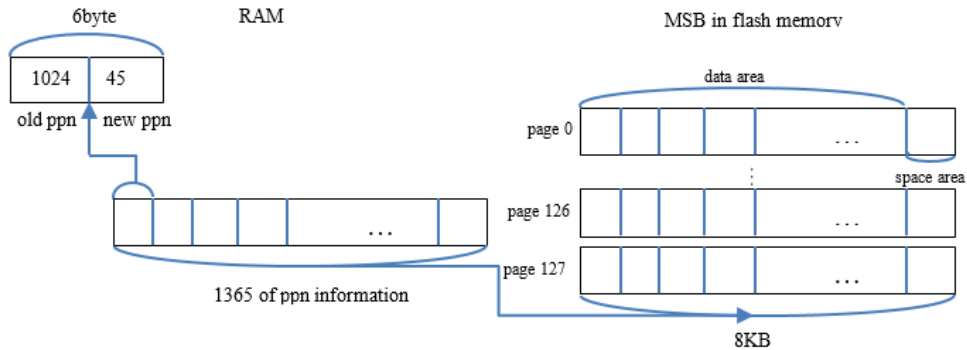 6byte
RAM
MSB in flash memory
1024
45
old ppn
new ppn
data area
page 0
...
space area
page 126
...
...
page 127
...
1365 of ppn information
8KB